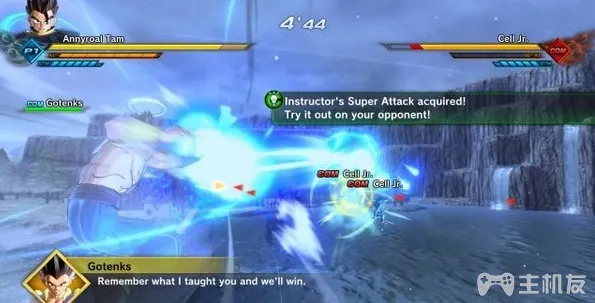 4'44
Annyroal Tam
Cell Jr.
P1
COM
COM Gotenks
Instructor's Super Attack acquired!
Try it out on your opponent!
COM Cell Jr.
COM Cell Jr.
Gotenks
Remember what I taught you and we'll win.
主机友